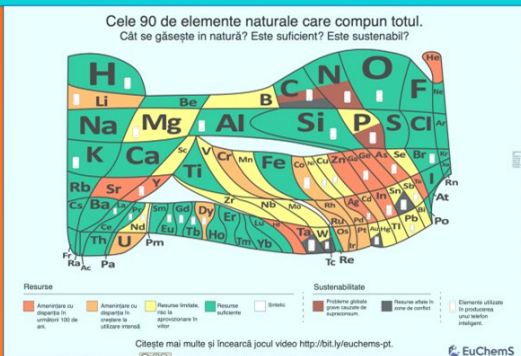 Cele 90 de elemente naturale care compun totul.
Cât se găsește in natură? Este suficient? Este sustenabil?
H He
Li Be B C N O F Ne
Na Mg Al Si P S Cl Ar
K Ca Sc Ti V Cr Mn Fe Co Ni Cu Zn Ga Ge As Se Br Kr
Rb Sr Y Zr Nb Mo Rh Ag Cd In Sn Sb Te I
Cs Ba La Pr Sm Gd Dy Er Lu Hf Ta W Ru Pd Os Ir Pt Au Hg Tl Pb Bi Po At Rn
Ce Nd Eu Tb Ho Tm Yb
Th U Pm Tc Re
Fr Ra Ac Pa
Resurse
Sustenabilitate
Amenințare cu dispariția în următorii 100 de ani.
Amenințare cu dispariția în creștere la utilizare intensă
Resurse limitate, risc la aprovizionare în viitor
Resurse suficiente
Sintetic
Probleme globale grave cauzate de supraconsum.
Resurse aflate în zone de conflict
Elemente utilizate în producerea unui telefon inteligent.
Citește mai multe și încearcă jocul video http://bit.ly/euchems-pt.
EuChemS